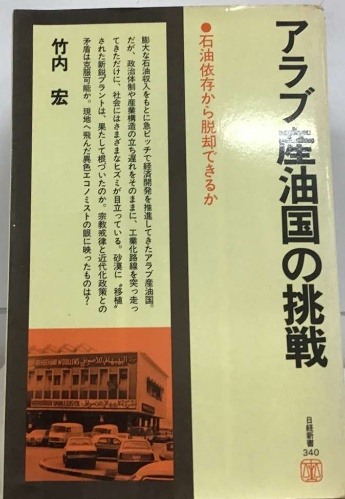 アラブ産油国の挑戦
●石油依存から脱却できるか
膨大な石油収入をもとに急ピッチで経済開発を推進してきたアラブ産油国。
だが、政治体制や産業構造の立ち遅れをそのままに、工業化路線を突っ走っ
てきただけに、社会にはさまざまなヒズミが目立っている。砂漠に〝移植〟
された新鋭プラントは、果たして根づいたのか。宗教戒律と近代化政策との
矛盾は克服可能か。現地へ飛んだ異色エコノミストの眼に映ったものは？
竹内 宏
日経新書
340